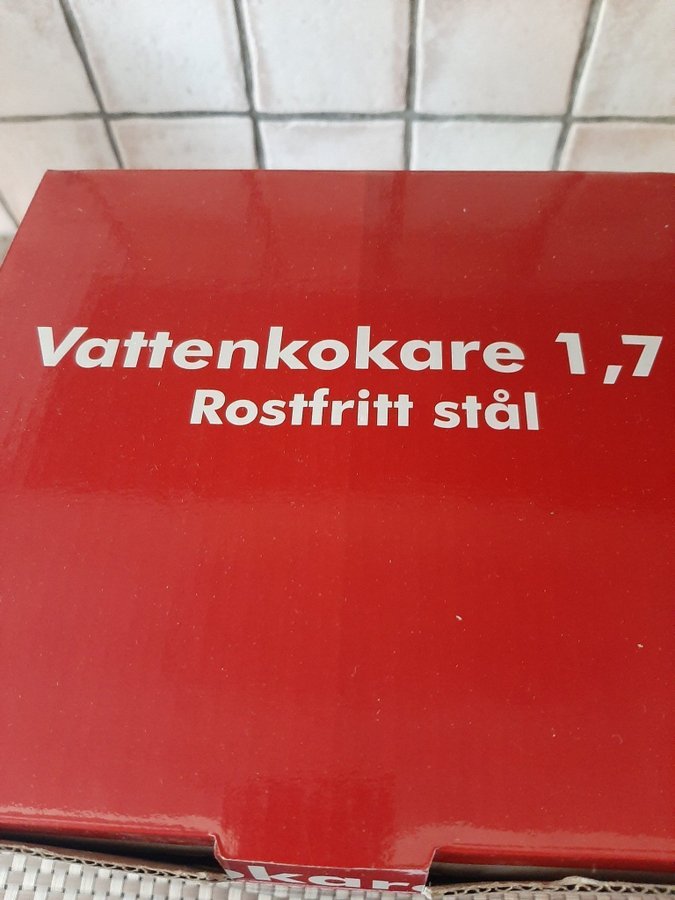 Vattenkokare 1,7
Rostfritt stål